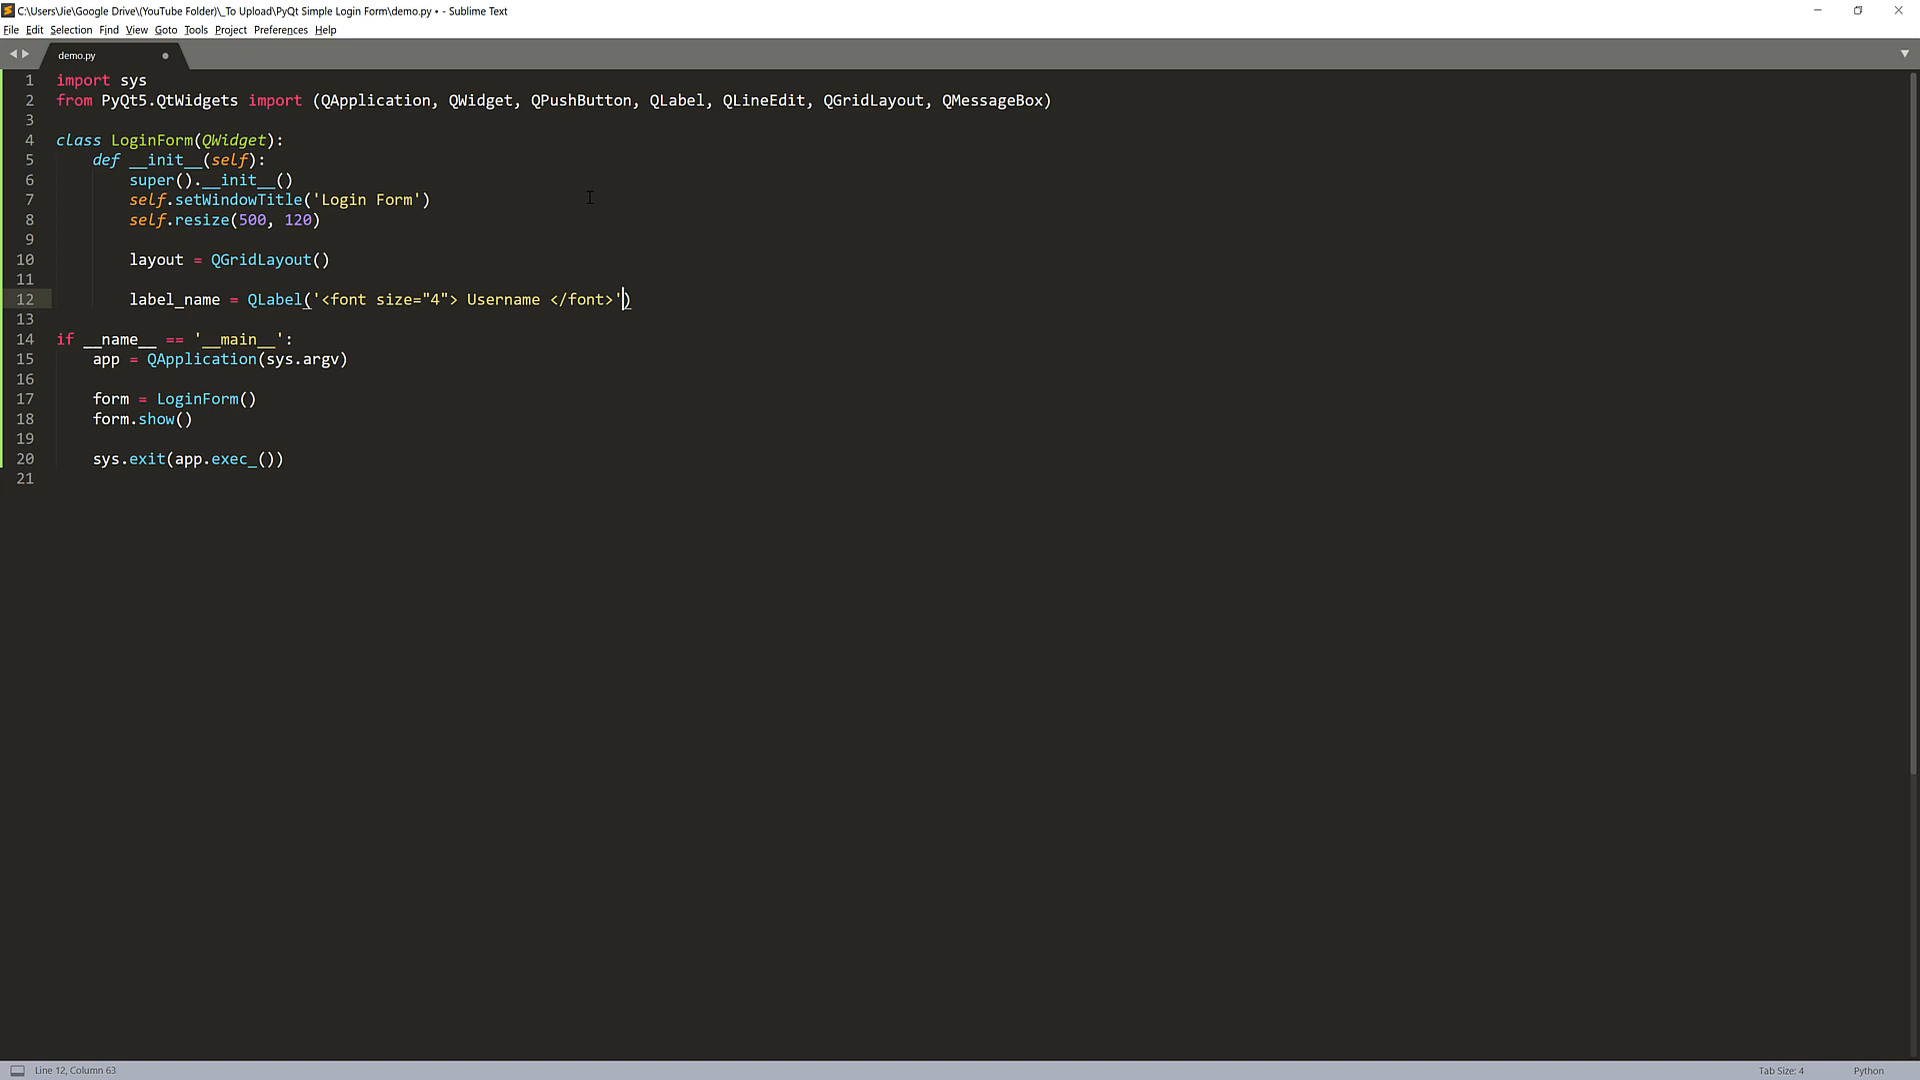 C:\Users\Jie\Google Drive\(YouTube Folder)\_To Upload\PyQt Simple Login Form\demo.py • - Sublime Text
File Edit Selection Find View Goto Tools Project Preferences Help
demo.py
1 import sys
2 from PyQt5.QtWidgets import (QApplication, QWidget, QPushButton, QLabel, QLineEdit, QGridLayout, QMessageBox)
3
4 class LoginForm(QWidget):
5     def __init__(self):
6         super().__init__()
7         self.setWindowTitle('Login Form')
8         self.resize(500, 120)
9
10         layout = QGridLayout()
11
12         label_name = QLabel('<font size="4"> Username </font>')
13
14 if __name__ == '__main__':
15     app = QApplication(sys.argv)
16
17     form = LoginForm()
18     form.show()
19
20     sys.exit(app.exec_())
21
Line 12, Column 63 Tab Size: 4 Python